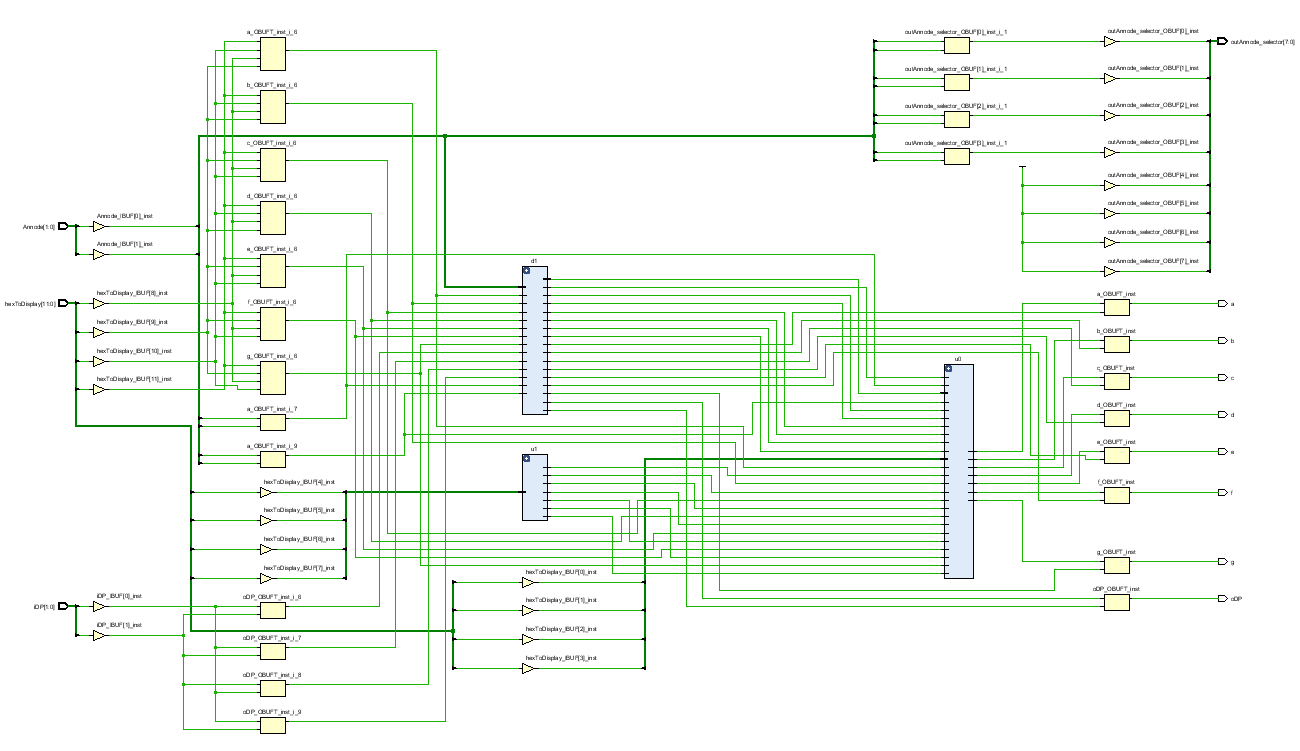 a_OBUFT_inst_i_6
b_OBUFT_inst_i_6
c_OBUFT_inst_i_6
d_OBUFT_inst_i_6
e_OBUFT_inst_i_6
f_OBUFT_inst_i_6
g_OBUFT_inst_i_6
a_OBUFT_inst_i_7
a_OBUFT_inst_i_9
Annode[1:0]
Annode_IBUF[0]_inst
Annode_IBUF[1]_inst
hexToDisplay[11:0]
hexToDisplay_IBUF[8]_inst
hexToDisplay_IBUF[9]_inst
hexToDisplay_IBUF[10]_inst
hexToDisplay_IBUF[11]_inst
hexToDisplay_IBUF[4]_inst
hexToDisplay_IBUF[5]_inst
hexToDisplay_IBUF[6]_inst
hexToDisplay_IBUF[7]_inst
iDP[1:0]
iDP_IBUF[0]_inst
iDP_IBUF[1]_inst
oDP_OBUFT_inst_i_6
oDP_OBUFT_inst_i_7
oDP_OBUFT_inst_i_8
oDP_OBUFT_inst_i_9
d1
u1
hexToDisplay_IBUF[0]_inst
hexToDisplay_IBUF[1]_inst
hexToDisplay_IBUF[2]_inst
hexToDisplay_IBUF[3]_inst
u0
outAnnode_selector_OBUF[0]_inst_i_1
outAnnode_selector_OBUF[1]_inst_i_1
outAnnode_selector_OBUF[2]_inst_i_1
outAnnode_selector_OBUF[3]_inst_i_1
outAnnode_selector_OBUF[0]_inst
outAnnode_selector_OBUF[1]_inst
outAnnode_selector_OBUF[2]_inst
outAnnode_selector_OBUF[3]_inst
outAnnode_selector_OBUF[4]_inst
outAnnode_selector_OBUF[5]_inst
outAnnode_selector_OBUF[6]_inst
outAnnode_selector_OBUF[7]_inst
outAnnode_selector[7:0]
a_OBUFT_inst
a
b_OBUFT_inst
b
c_OBUFT_inst
c
d_OBUFT_inst
d
e_OBUFT_inst
e
f_OBUFT_inst
f
g_OBUFT_inst
g
oDP_OBUFT_inst
oDP